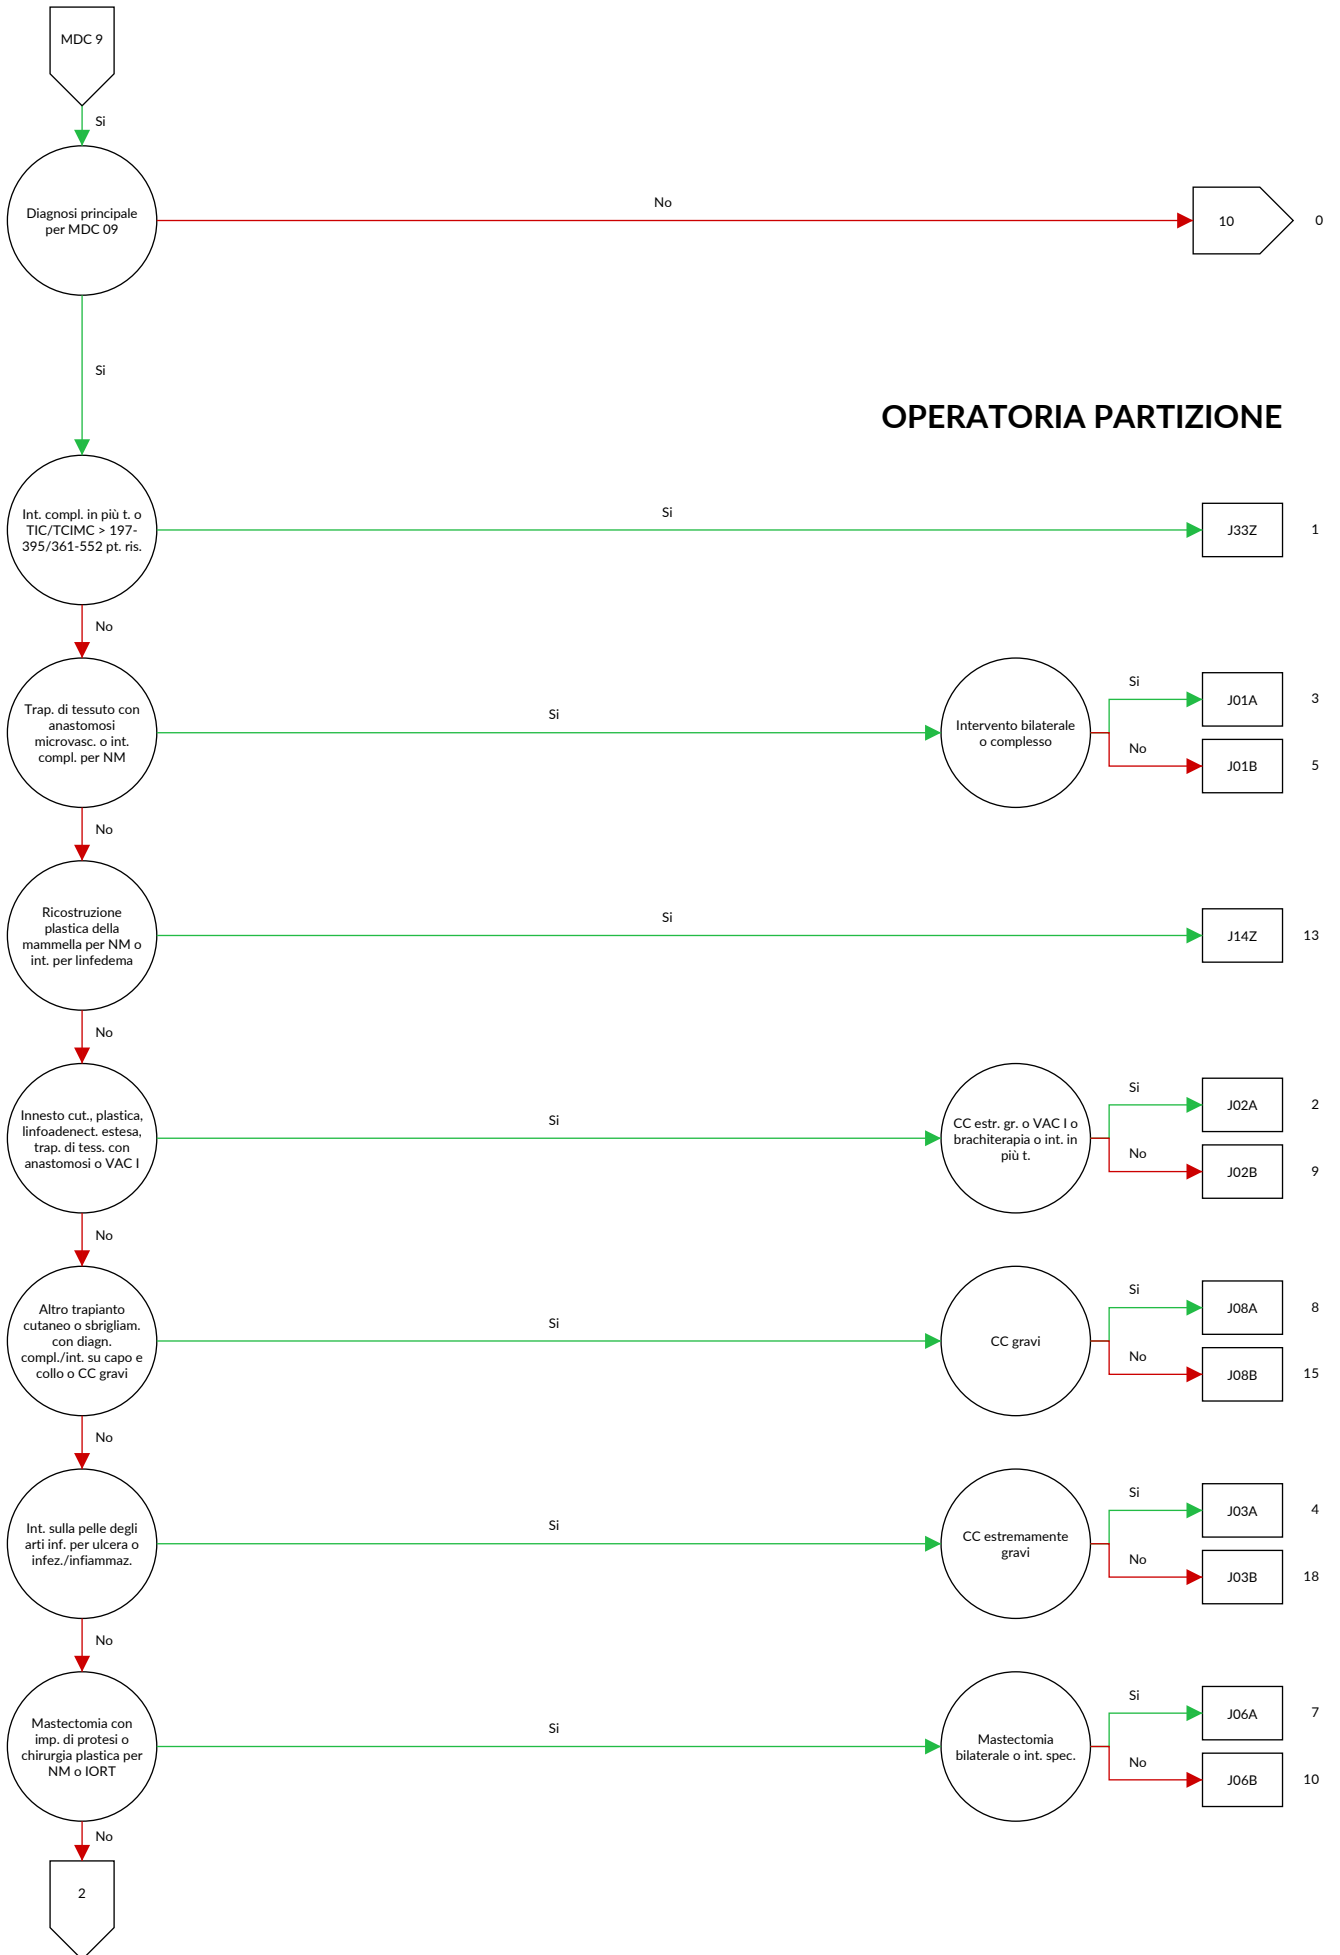 MDC 9
Si
Diagnosi principale
per MDC 09
No
10
0
Si
OPERATORIA PARTIZIONE
Int. compl. in più t. o
TIC/TCIMC > 197-
395/361-552 pt. ris.
Si
J33Z
1
No
Trap. di tessuto con
anastomosi
microvasc. o int.
compl. per NM
Si
Intervento bilaterale
o complesso
Si
J01A
3
No
J01B
5
No
Ricostruzione
plastica della
mammella per NM o
int. per linfedema
Si
J14Z
13
No
Innesto cut., plastica,
linfoadenect. estesa,
trap. di tess. con
anastomosi o VAC I
Si
CC estr. gr. o VAC I o
brachiterapia o int. in
più t.
Si
J02A
2
No
J02B
9
No
Altro trapianto
cutaneo o sbrigliam.
con diagn.
compl./int. su capo e
collo o CC gravi
Si
CC gravi
Si
J08A
8
No
J08B
15
No
Int. sulla pelle degli
arti inf. per ulcera o
infez./infiammaz.
Si
CC estremamente
gravi
Si
J03A
4
No
J03B
18
No
Mastectomia con
imp. di protesi o
chirurgia plastica per
NM o IORT
Si
Mastectomia
bilaterale o int. spec.
Si
J06A
7
No
J06B
10
No
2